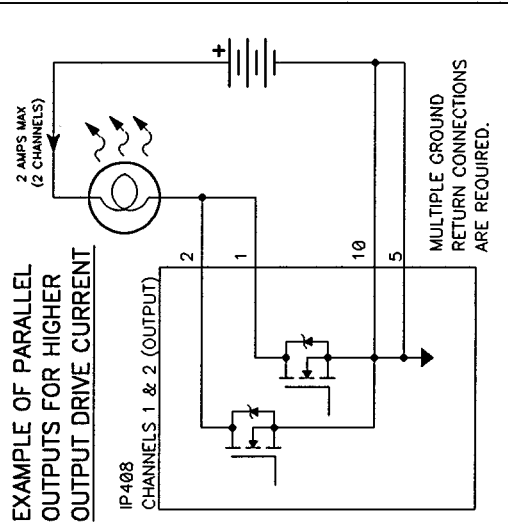 EXAMPLE OF PARALLEL
OUTPUTS FOR HIGHER
OUTPUT DRIVE CURRENT
2 AMPS MAX
(2 CHANNELS)
+
IP408
CHANNELS 1 & 2 (OUTPUT)
2
1
10
5
MULTIPLE GROUND
RETURN CONNECTIONS
ARE REQUIRED.